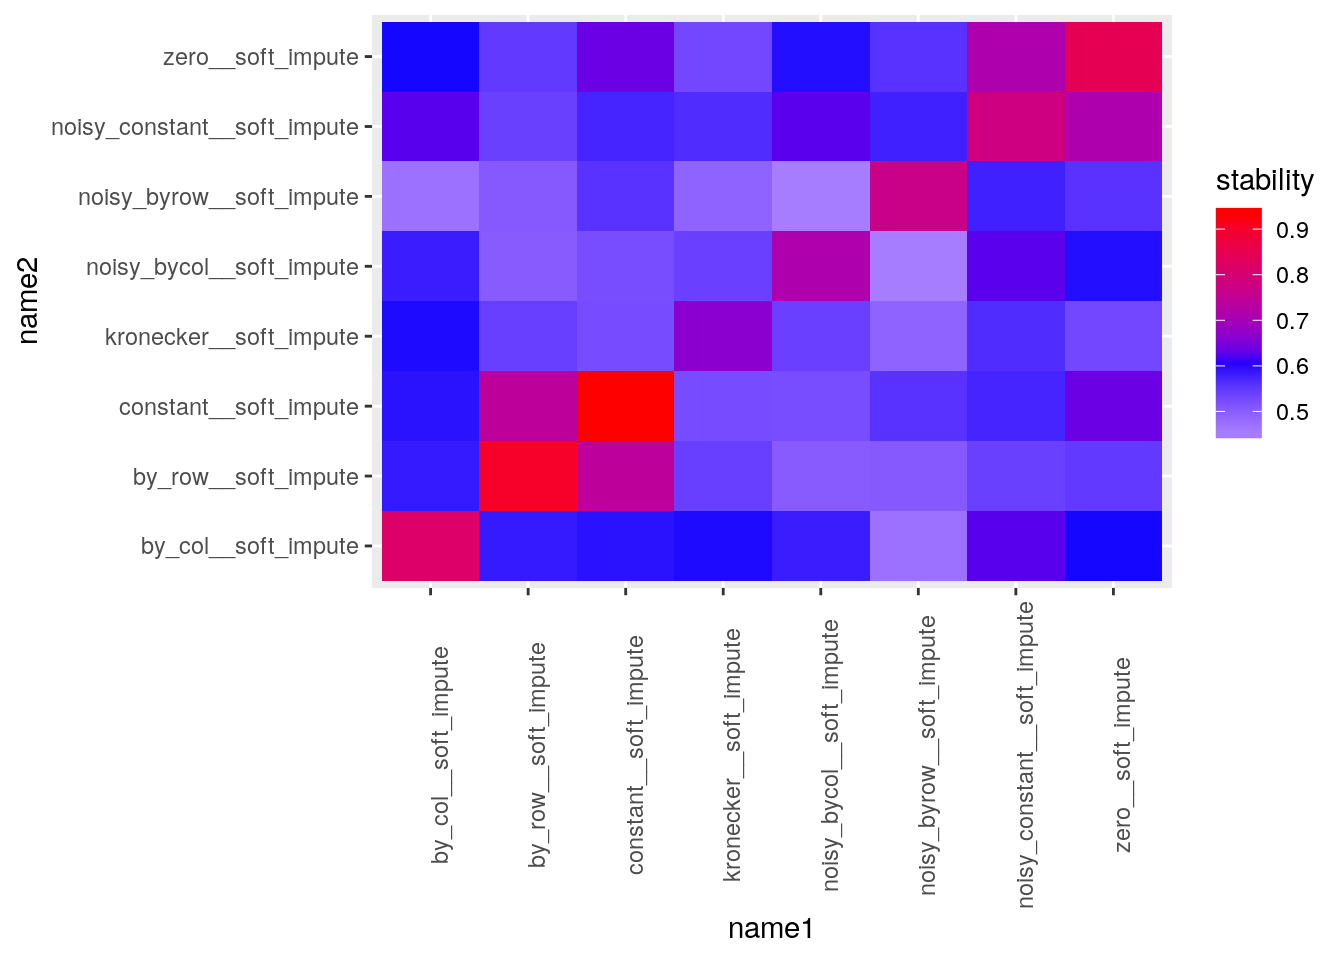 zero__soft_impute
noisy_constant__soft_impute
noisy_byrow__soft_impute
noisy_bycol__soft_impute
kronecker__soft_impute
constant__soft_impute
by_row__soft_impute
by_col__soft_impute
name2
by_col__soft_impute
by_row__soft_impute
constant__soft_impute
kronecker__soft_impute
noisy_bycol__soft_impute
noisy_byrow__soft_impute
noisy_constant__soft_impute
zero__soft_impute
name1
stability
0.9
0.8
0.7
0.6
0.5